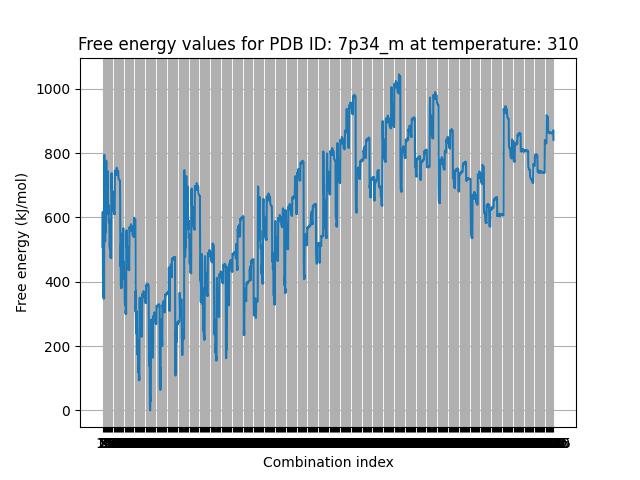 Free energy values for PDB ID: 7p34_m at temperature: 310
1000
800
600
400
200
0
Free energy (kJ/mol)
Combination index